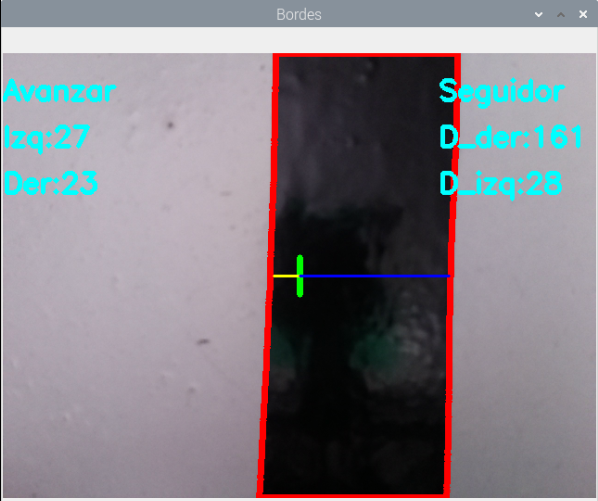 Bordes
Avanzar
Izq:27
Der:23
Seguidor
D_der:161
D_izq:28